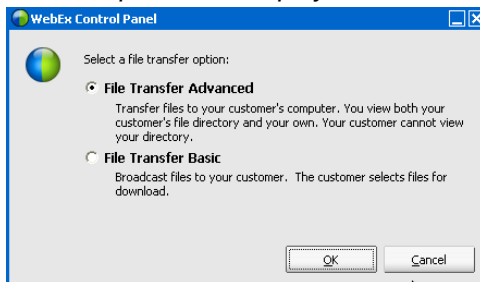 WebEx Control Panel
Select a file transfer option:
File Transfer Advanced
Transfer files to your customer's computer. You view both your
customer's file directory and your own. Your customer cannot view
your directory.
File Transfer Basic
Broadcast files to your customer. The customer selects files for
download.
OK
Cancel